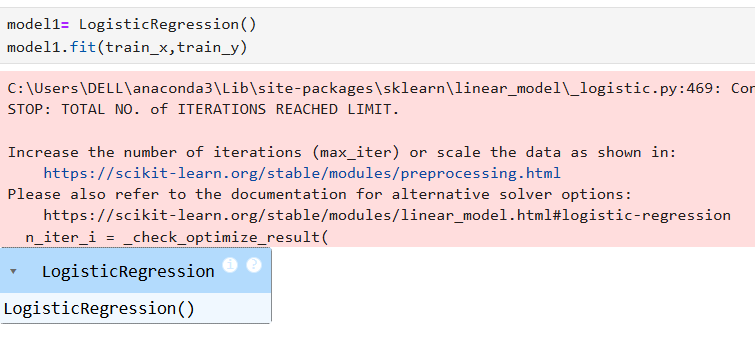 model1= LogisticRegression()
model1.fit(train_x,train_y)
C:\Users\DELL\anaconda3\Lib\site-packages\sklearn\linear_model\_logistic.py:469: Con
STOP: TOTAL NO. of ITERATIONS REACHED LIMIT.
Increase the number of iterations (max_iter) or scale the data as shown in:
https://scikit-learn.org/stable/modules/preprocessing.html
Please also refer to the documentation for alternative solver options:
https://scikit-learn.org/stable/modules/linear_model.html#logistic-regression
n_iter_i = _check_optimize_result(
LogisticRegression i ?
LogisticRegression()